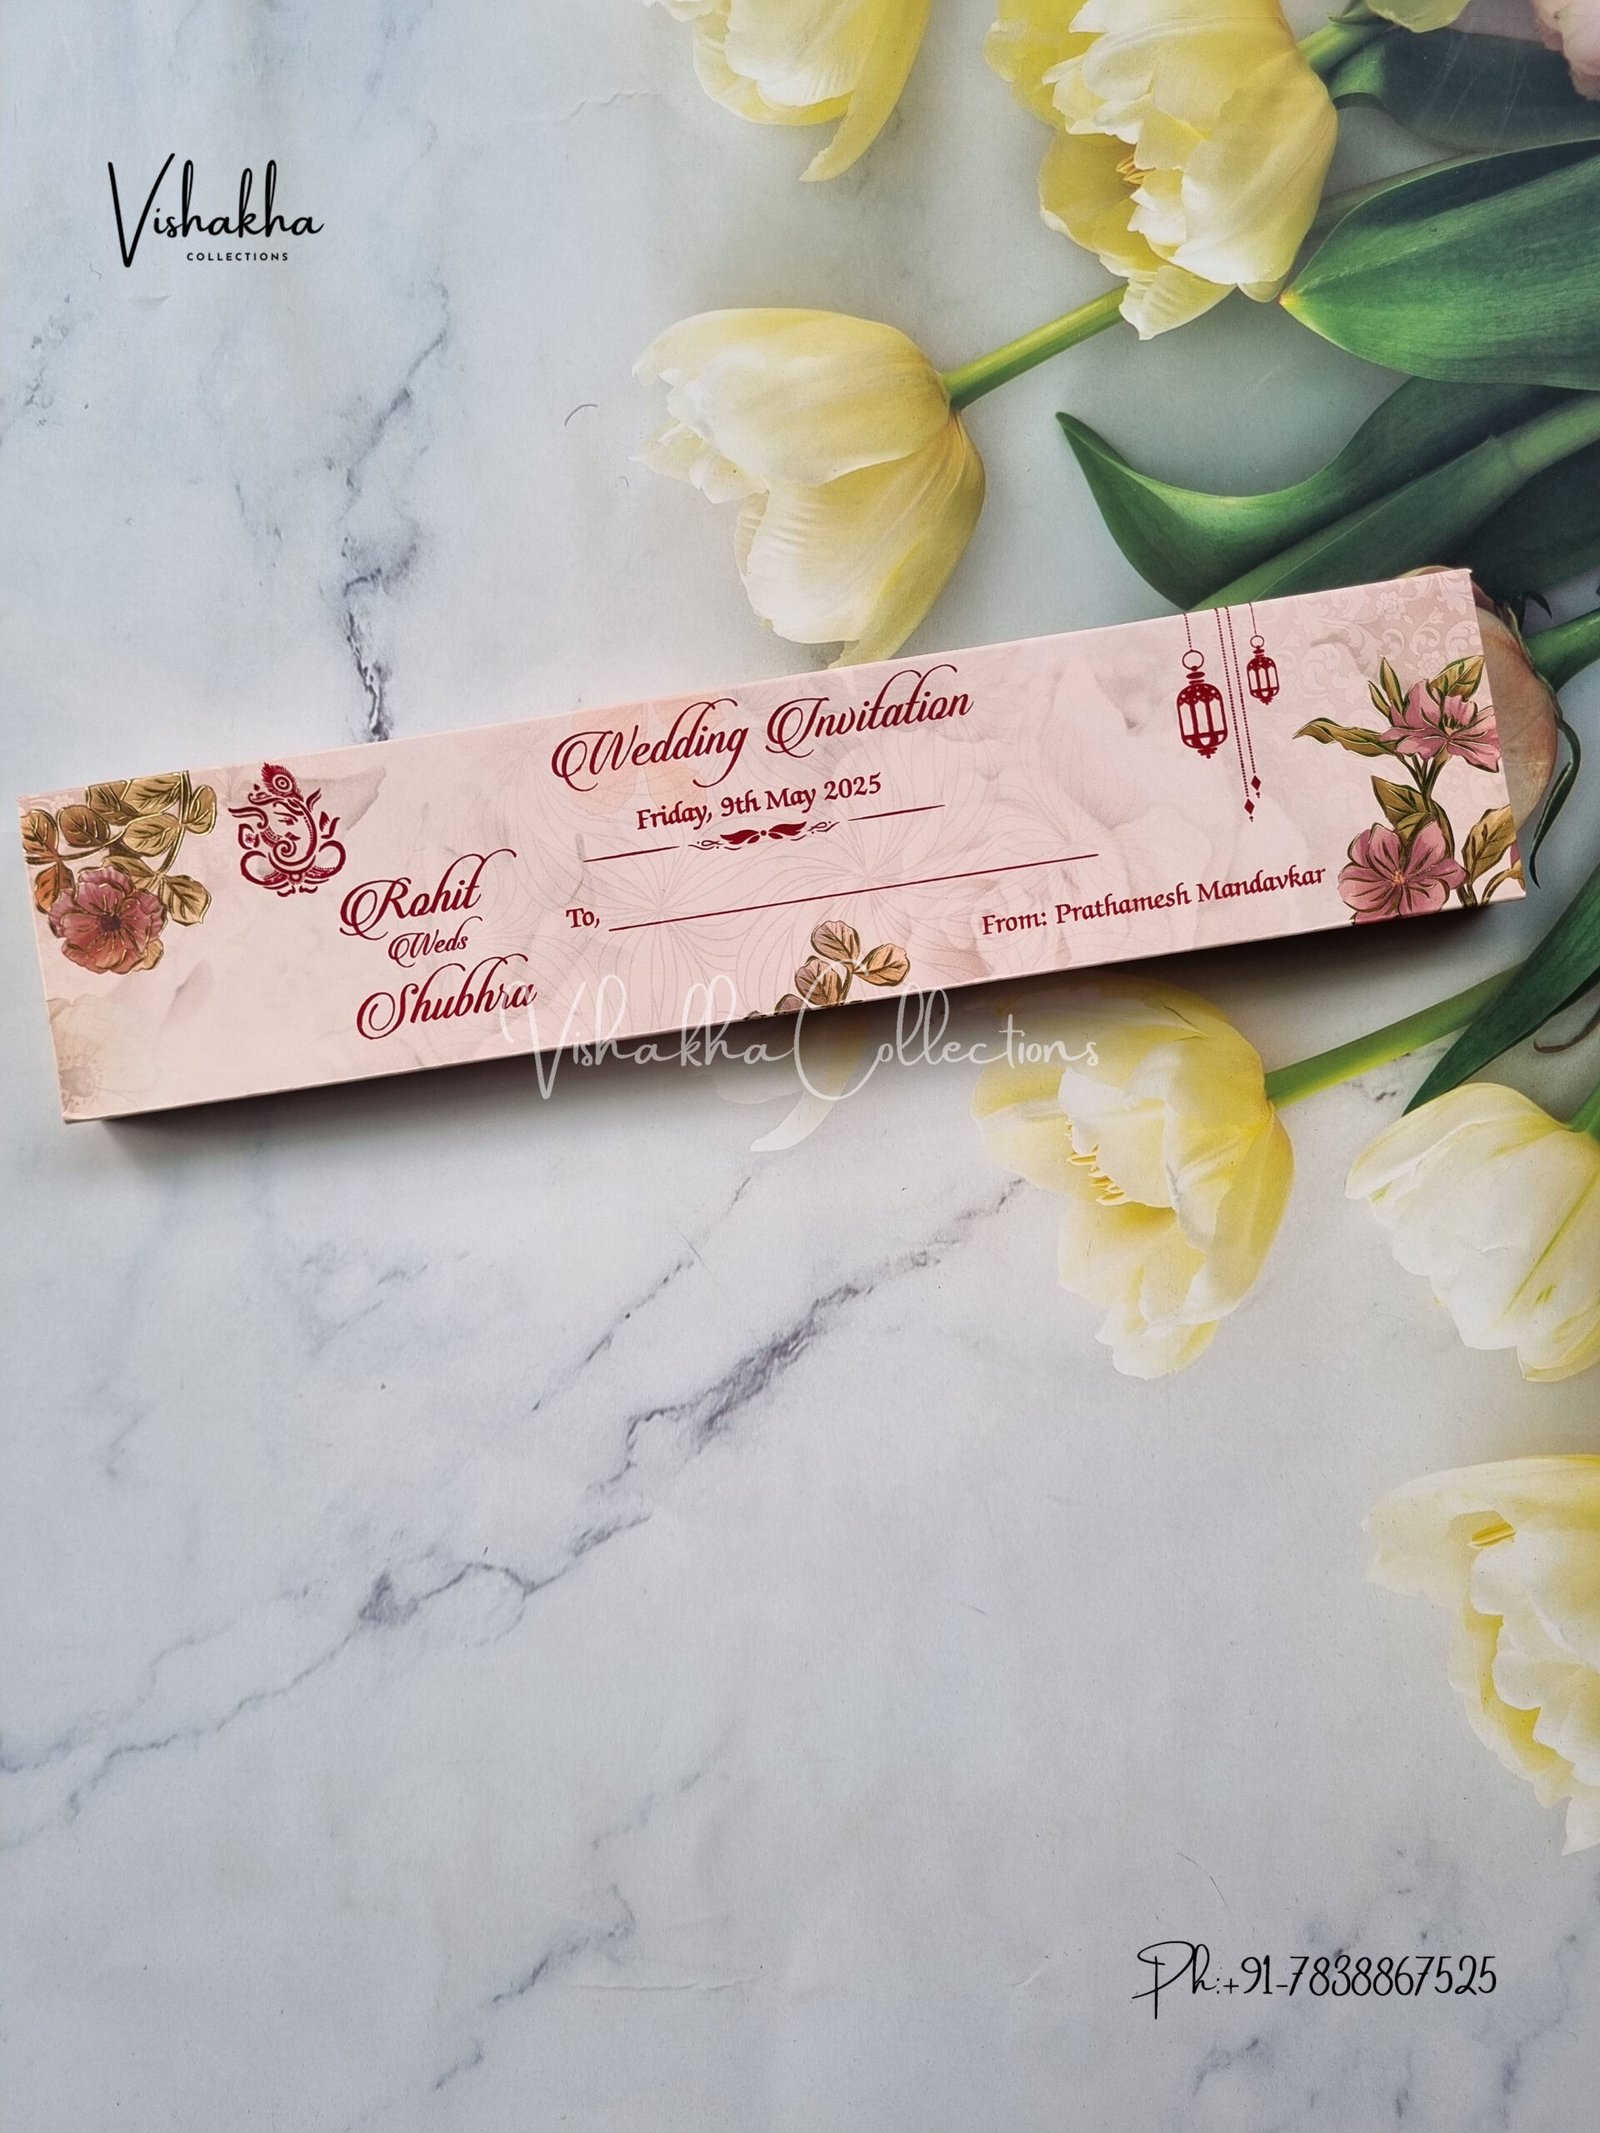 Vishakha
COLLECTIONS
Wedding Invitation
Friday, 9th May 2025
Rohit
Weds
Shubhra
To,
From: Prathamesh Mandavkar
Vishakha Collections
Ph:+91-7838867525